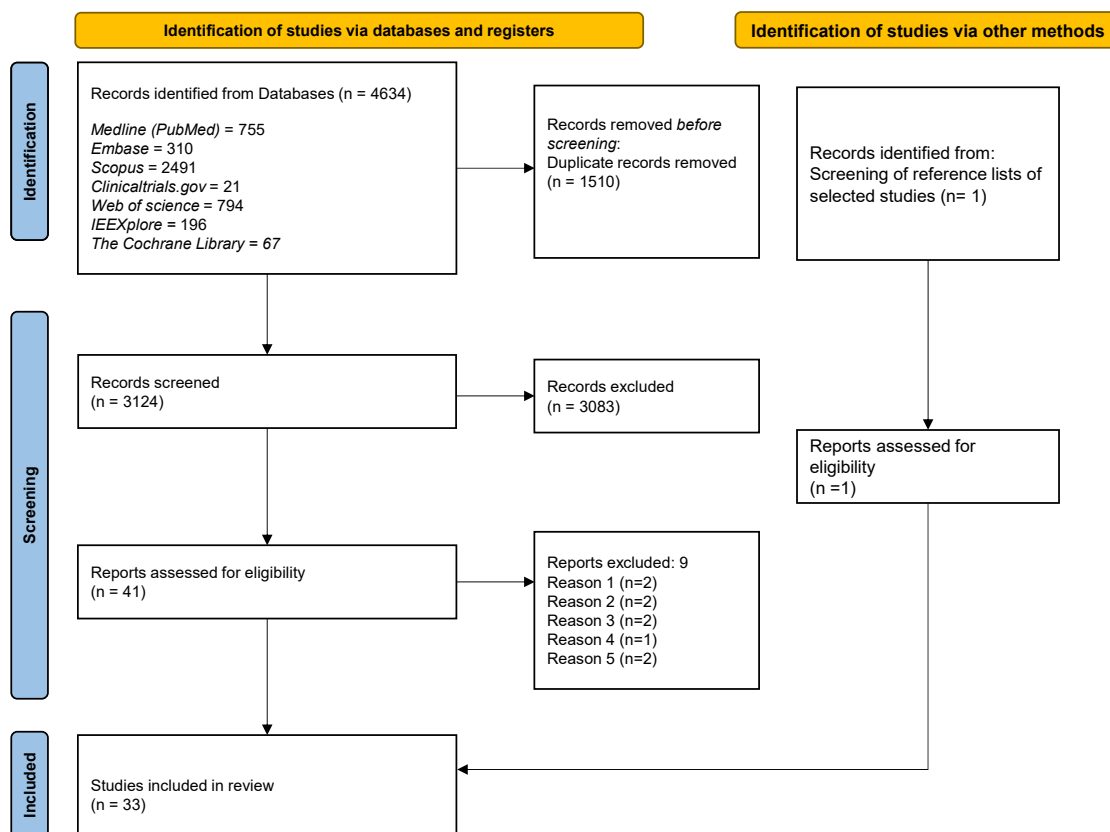 Identification of studies via databases and registers
Identification of studies via other methods
Identification
Records identified from Databases (n = 4634)
Medline (PubMed) = 755
Embase = 310
Scopus = 2491
Clinicaltrials.gov = 21
Web of science = 794
IEEXplore = 196
The Cochrane Library = 67
Records removed before
screening:
Duplicate records removed
(n = 1510)
Records identified from:
Screening of reference lists of
selected studies (n= 1)
Screening
Records screened
(n = 3124)
Records excluded
(n = 3083)
Reports assessed for
eligibility
(n =1)
Reports assessed for eligibility
(n = 41)
Reports excluded: 9
Reason 1 (n=2)
Reason 2 (n=2)
Reason 3 (n=2)
Reason 4 (n=1)
Reason 5 (n=2)
Included
Studies included in review
(n = 33)